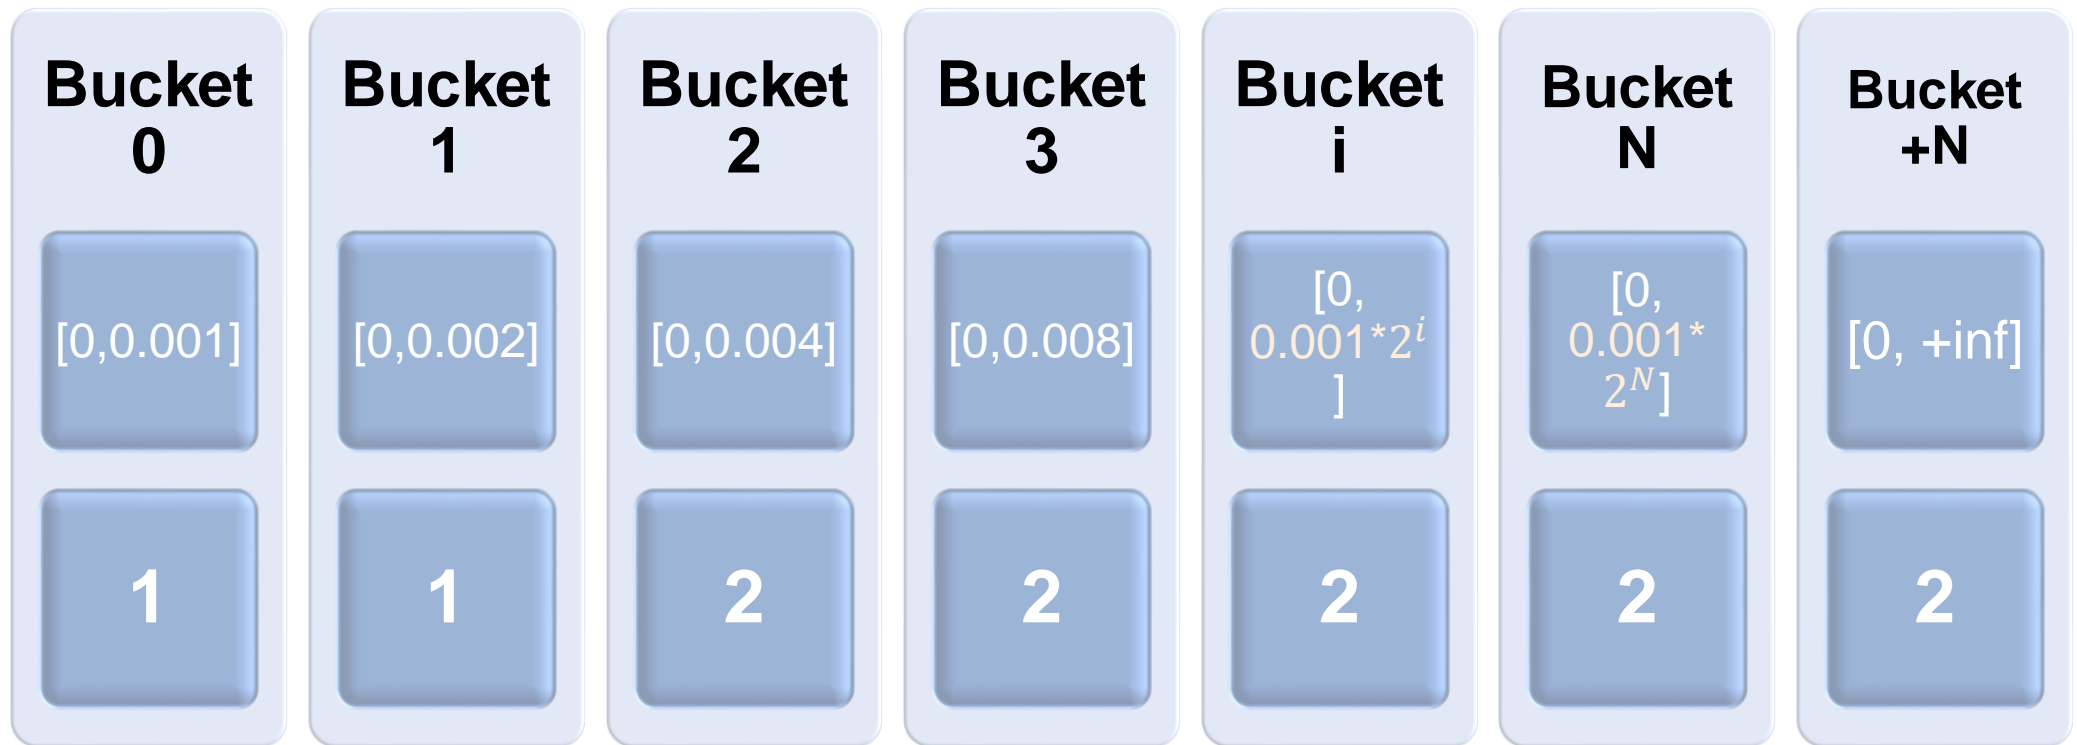 Bucket
0
[0,0.001]
1
Bucket
1
[0,0.002]
1
Bucket
2
[0,0.004]
2
Bucket
3
[0,0.008]
2
Bucket
i
[0,
0.001*2^i
]
2
Bucket
N
[0,
0.001*
2^N]
2
Bucket
+N
[0, +inf]
2